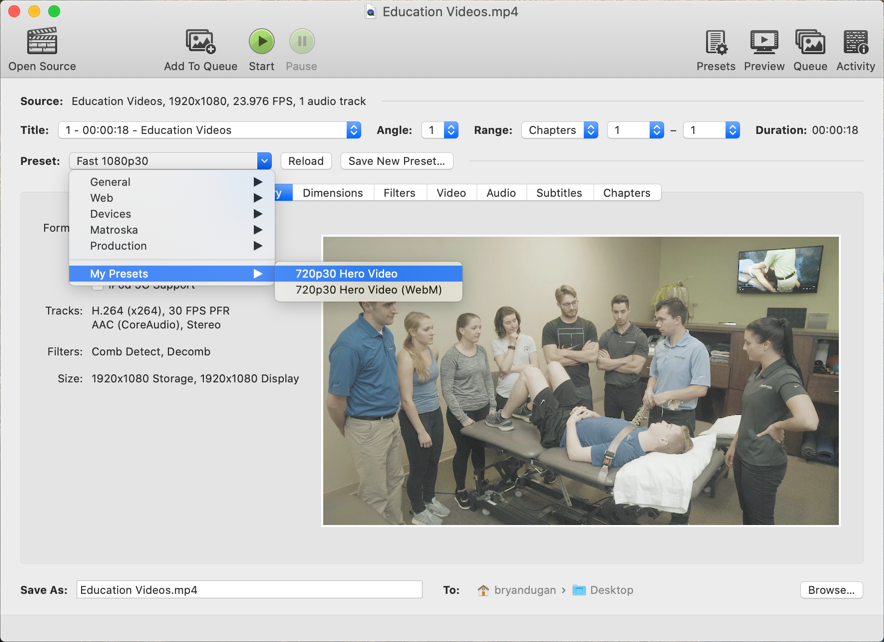 Education Videos.mp4
Open Source Add To Queue Start Pause Presets Preview Queue Activity
Source: Education Videos, 1920x1080, 23.976 FPS, 1 audio track
Title: 1 - 00:00:18 - Education Videos Angle: 1 Range: Chapters 1 – 1 Duration: 00:00:18
Preset: Fast 1080p30 Reload Save New Preset...
General
Web
Devices
Matroska
Production
My Presets
720p30 Hero Video
720p30 Hero Video (WebM)
y Dimensions Filters Video Audio Subtitles Chapters
Form
Tracks: H.264 (x264), 30 FPS PFR
AAC (CoreAudio), Stereo
Filters: Comb Detect, Decomb
Size: 1920x1080 Storage, 1920x1080 Display
Save As: Education Videos.mp4 To: bryandugan › Desktop Browse...